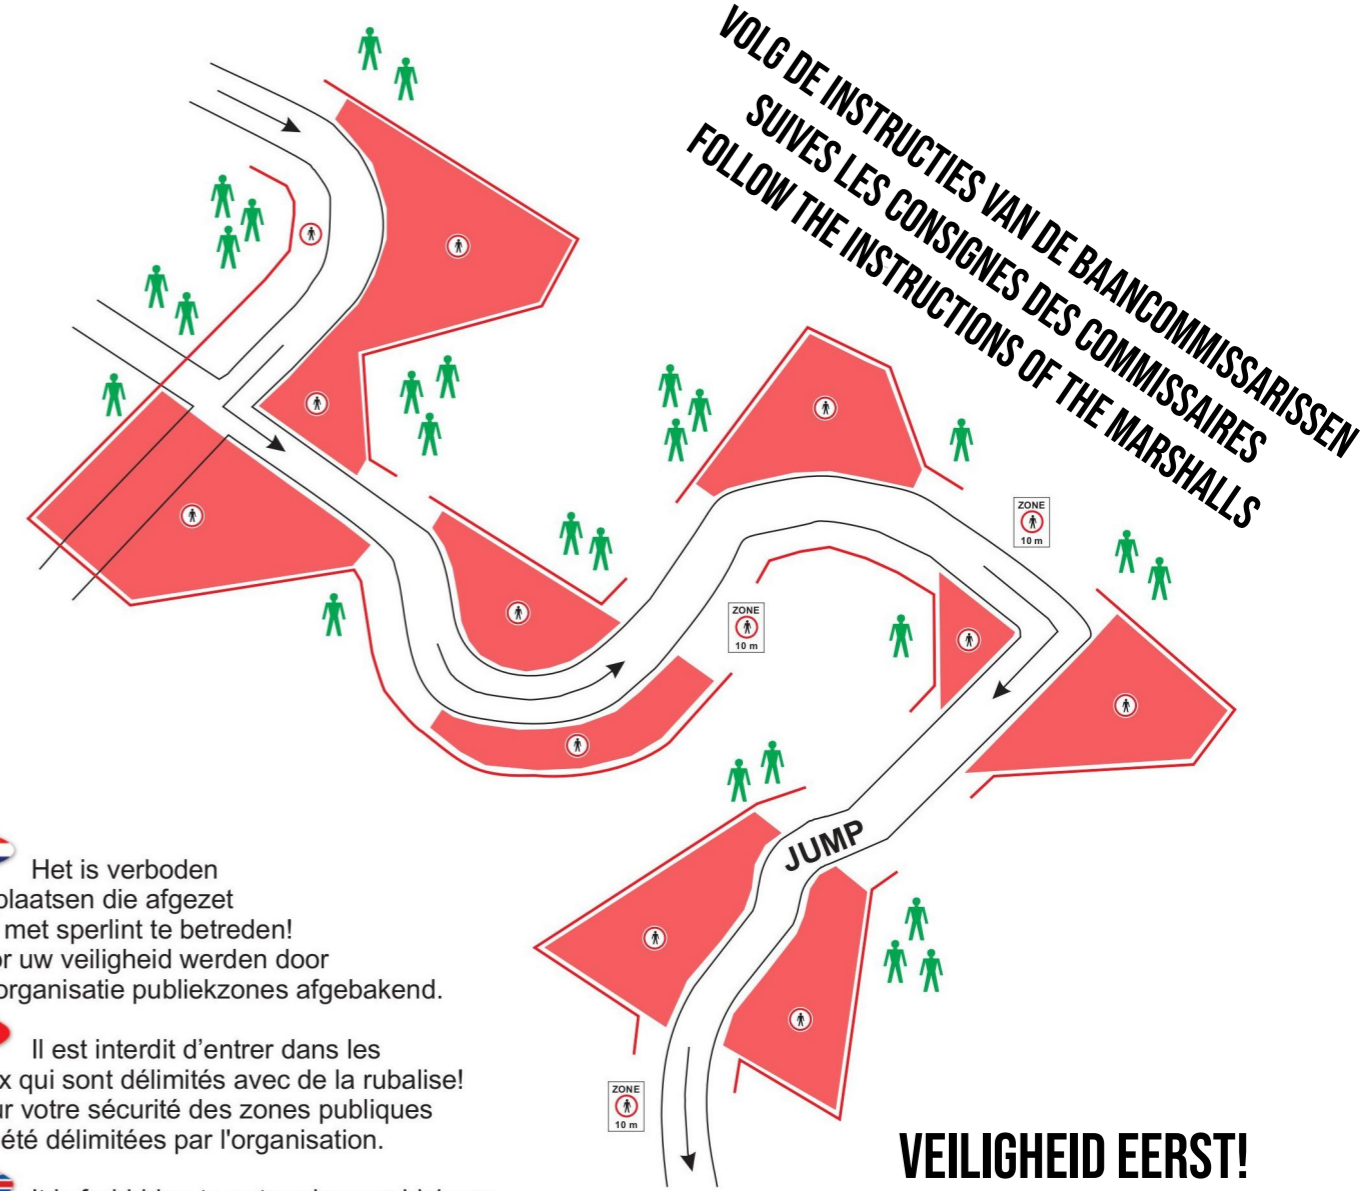 VOLG DE INSTRUCTIES VAN DE BAANCOMMISSARISSEN
SUIVES LES CONSIGNES DES COMMISSAIRES
FOLLOW THE INSTRUCTIONS OF THE MARSHALLS
ZONE
10 m
ZONE
10 m
JUMP
Het is verboden
plaatsen die afgezet
met sperlint te betreden!
r uw veiligheid werden door
organisatie publiekzones afgebakend.
Il est interdit d'entrer dans les
x qui sont délimités avec de la rubalise!
r votre sécurité des zones publiques
été délimitées par l'organisation.
ZONE
10 m
VEILIGHEID EERST!